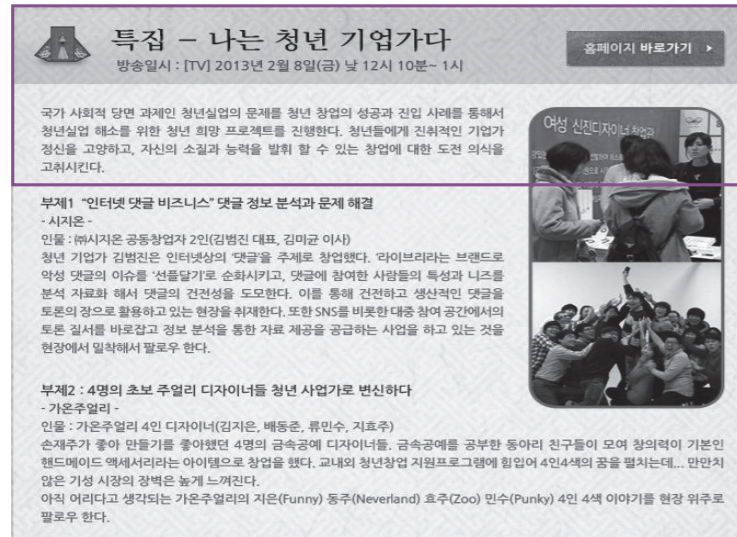 특집 – 나는 청년 기업가다
방송일시 : [TV] 2013년 2월 8일(금) 낮 12시 10분~ 1시
홈페이지 바로가기
국가 사회적 당면 과제인 청년실업의 문제를 청년 창업의 성공과 진입 사례를 통해서
청년실업 해소를 위한 청년 희망 프로젝트를 진행한다. 청년들에게 진취적인 기업가
정신을 고양하고, 자신의 소질과 능력을 발휘 할 수 있는 창업에 대한 도전 의식을
고취시킨다.
여성 신진디자이너 창업과
부제1 “인터넷 댓글 비즈니스” 댓글 정보 분석과 문제 해결
- 시지온 -
인물 : ㈜시지온 공동창업자 2인(김범진 대표, 김미균 이사)
청년 기업가 김범진은 인터넷상의 '댓글'을 주제로 창업했다. '라이브리라는 브랜드로
악성 댓글의 이슈를 '선플달기'로 순화시키고, 댓글에 참여한 사람들의 특성과 니즈를
분석 자료화 해서 댓글의 건전성을 도모한다. 이를 통해 건전하고 생산적인 댓글을
토론의 장으로 활용하고 있는 현장을 취재한다. 또한 SNS를 비롯한 대중 참여 공간에서의
토론 질서를 바로잡고 정보 분석을 통한 자료 제공을 공급하는 사업을 하고 있는 것을
현장에서 밀착해서 팔로우 한다.
부제2 : 4명의 초보 주얼리 디자이너들 청년 사업가로 변신하다
- 가온주얼리 -
인물 : 가온주얼리 4인 디자이너(김지은, 배동준, 류민수, 지효주)
손재주가 좋아 만들기를 좋아했던 4명의 금속공예 디자이너들. 금속공예를 공부한 동아리 친구들이 모여 창의력이 기본인
핸드메이드 액세서리라는 아이템으로 창업을 했다. 교내외 청년창업 지원프로그램에 힘입어 4인4색의 꿈을 펼치는데... 만만치
않은 기성 시장의 장벽은 높게 느껴진다.
아직 어리다고 생각되는 가온주얼리의 지은(Funny) 동주(Neverland) 효주(Zoo) 민수(Punky) 4인 4색 이야기를 현장 위주로
팔로우 한다.